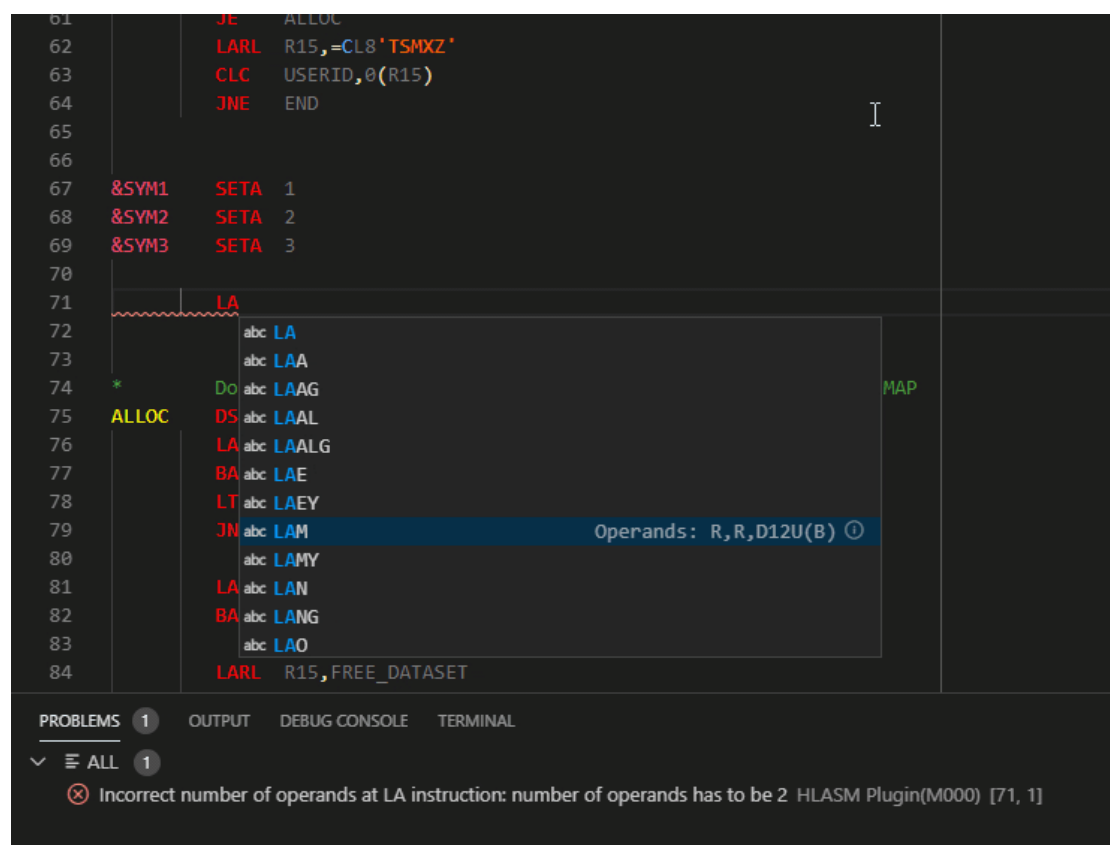 61 JE ALLOC
62 LARL R15,=CL8'TSMXZ'
63 CLC USERID,0(R15)
64 JNE END
65
66
67 &SYM1 SETA 1
68 &SYM2 SETA 2
69 &SYM3 SETA 3
70
71 LA
72 abc LA
73 abc LAA
74 * Do abc LAAG MAP
75 ALLOC DS abc LAAL
76 LA abc LAALG
77 BA abc LAE
78 LT abc LAEY
79 JN abc LAM Operands: R,R,D12U(B)
80 abc LAMY
81 LA abc LAN
82 BA abc LANG
83 abc LAO
84 LARL R15,FREE_DATASET
PROBLEMS 1 OUTPUT DEBUG CONSOLE TERMINAL
ALL 1
Incorrect number of operands at LA instruction: number of operands has to be 2 HLASM Plugin(M000) [71, 1]